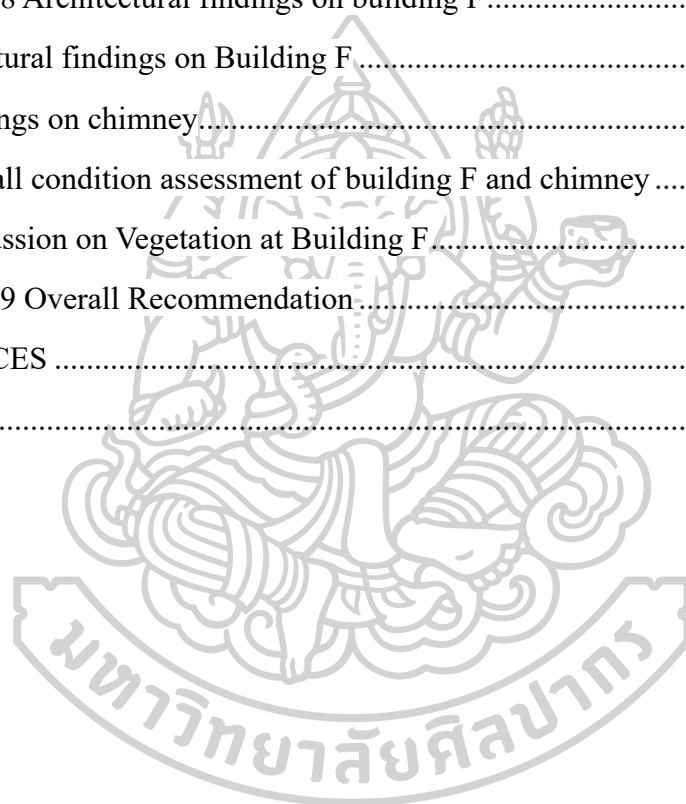 8 Architectural findings on building F..........................
tural findings on Building F........................................
ngs on chimney...........................................................
all condition assessment of building F and chimney....
ussion on Vegetation at Building F...............................
9 Overall Recommendation........................................
CES..............................................................................
.....................................................................................
มหาวิทยาลัยศิลปากร